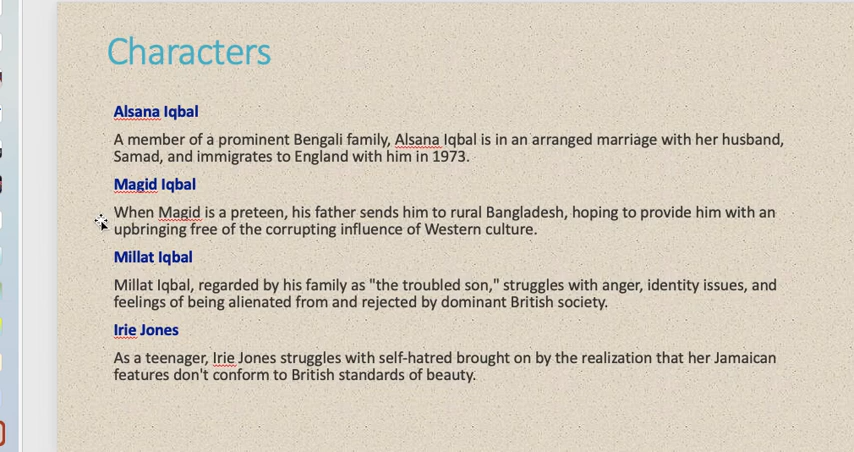 Characters
Alsana Iqbal
A member of a prominent Bengali family, Alsana Iqbal is in an arranged marriage with her husband,
Samad, and immigrates to England with him in 1973.
Magid Iqbal
When Magid is a preteen, his father sends him to rural Bangladesh, hoping to provide him with an
upbringing free of the corrupting influence of Western culture.
Millat Iqbal
Millat Iqbal, regarded by his family as "the troubled son," struggles with anger, identity issues, and
feelings of being alienated from and rejected by dominant British society.
Irie Jones
As a teenager, Irie Jones struggles with self-hatred brought on by the realization that her Jamaican
features don't conform to British standards of beauty.